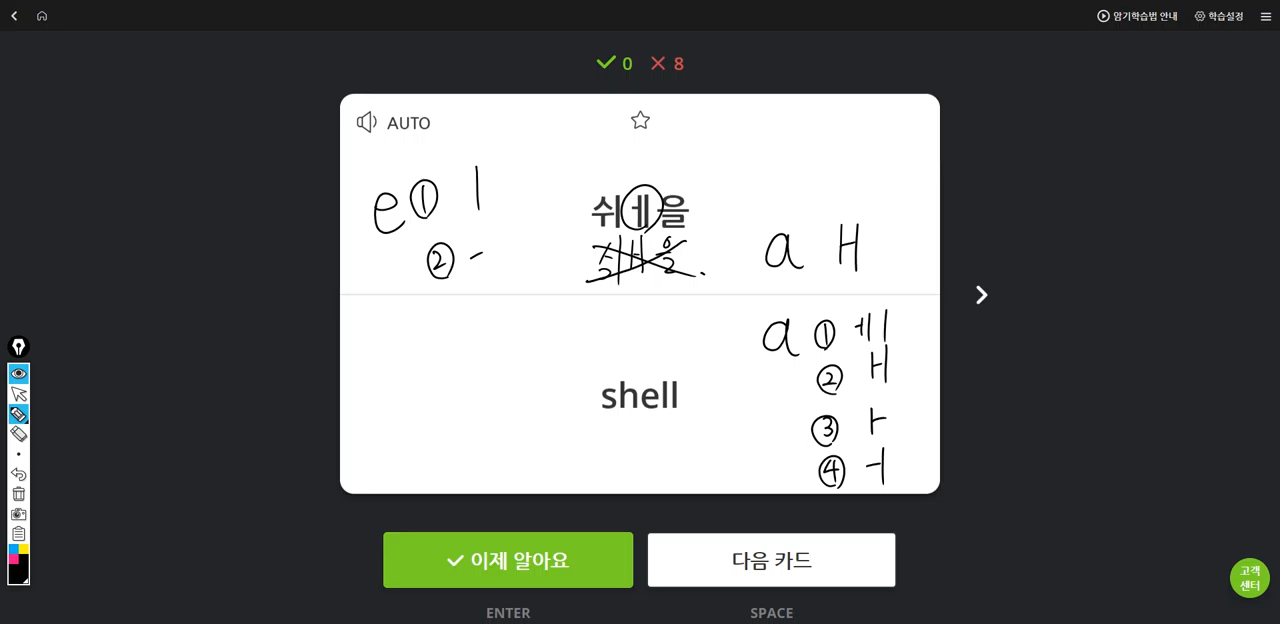 암기학습법 안내 학습설정
0 8
AUTO
e ① ㅣ
② ㅡ
쉬ㅔ을
a ㅐ
shell
a ① ㅔㅣ
② ㅐ
③ ㅏ
④ ㅓ
이제 알아요 다음 카드
ENTER SPACE
고객
센터